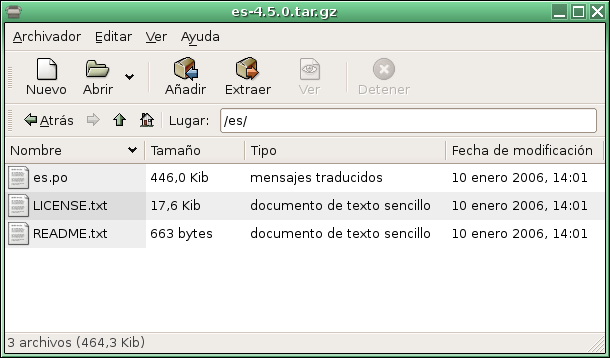 es-4.5.0.tar.gz
Archivador Editar Ver Ayuda
Nuevo Abrir Añadir Extraer Ver Detener
Atrás Lugar: /es/
Nombre Tamaño Tipo Fecha de modificación
es.po 446,0 Kib mensajes traducidos 10 enero 2006, 14:01
LICENSE.txt 17,6 Kib documento de texto sencillo 10 enero 2006, 14:01
README.txt 663 bytes documento de texto sencillo 10 enero 2006, 14:01
3 archivos (464,3 Kib)